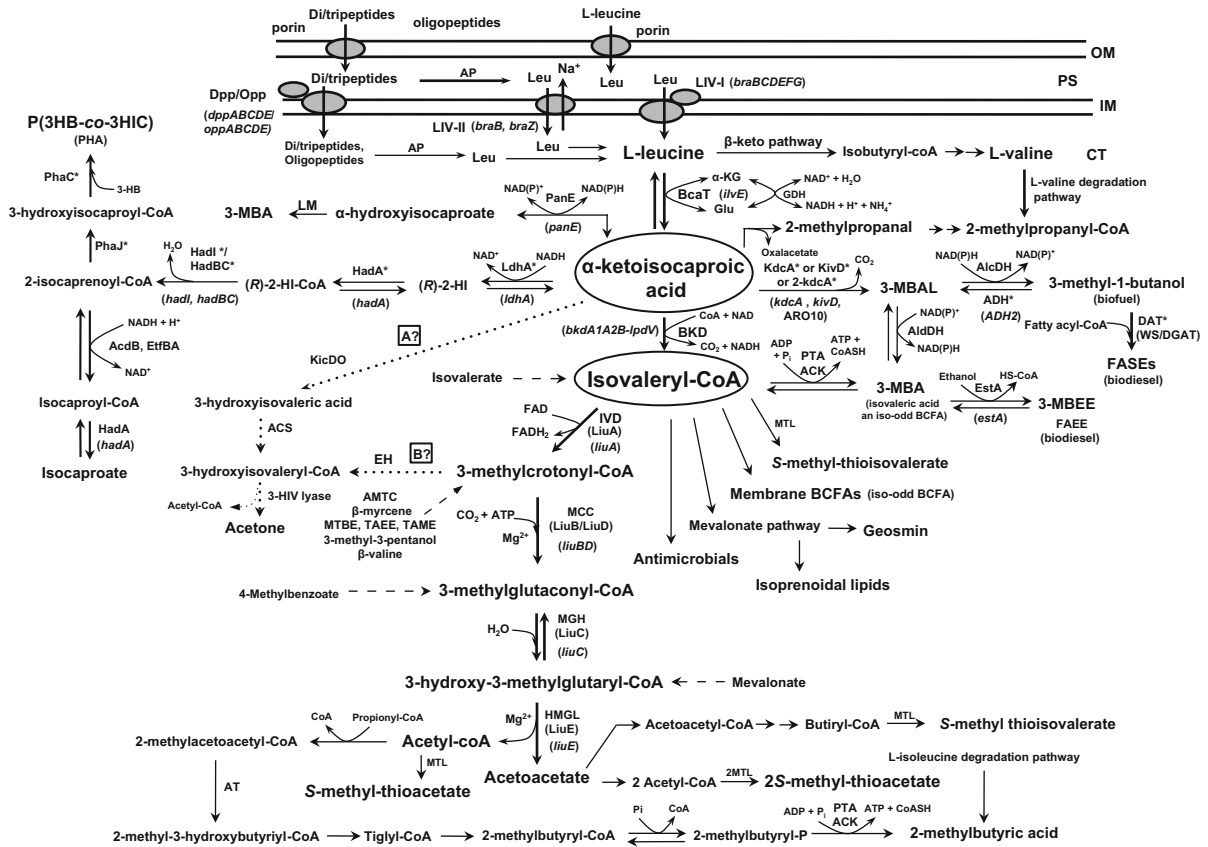 Di/tripeptides
oligopeptides
L-leucine
porin
porin
OM
Di/tripeptides
AP
Na⁺
Leu
Leu
Leu
LIV-I (braBCDEFG)
PS
Dpp/Opp
(dppABCDE/
oppABCDE)
IM
LIV-II (braB, braZ)
P(3HB-co-3HIC)
(PHA)
Di/tripeptides,
Oligopeptides
AP
Leu
Leu
L-leucine
β-keto pathway
Isobutyryl-coA
L-valine
CT
PhaC*
3-HB
α-KG
NAD⁺ + H₂O
BcaT (ilvE)
GDH
Glu
NADH + H⁺ + NH₄⁺
L-valine degradation
pathway
3-hydroxyisocaproyl-CoA
3-MBA
LM
α-hydroxyisocaproate
NAD(P)⁺
PanE
NAD(P)H
(panE)
2-methylpropanal
2-methylpropanyl-CoA
PhaJ*
H₂O
HadI */
HadBC*
HadA*
NAD⁺
LdhA*
NADH
α-ketoisocaproic
acid
Oxalacetate
KdcA* or KivD*
or 2-kdcA*
CO₂
NAD(P)H
AlcDH
NAD(P)⁺
2-isocaprenoyl-CoA
(R)-2-HI-CoA
(R)-2-HI
3-MBAL
3-methyl-1-butanol
(biofuel)
(hadI, hadBC)
(hadA)
(ldhA)
(kdcA , kivD,
ARO10)
ADH*
(ADH2)
NADH + H⁺
AcdB, EtfBA
NAD⁺
A?
KicDO
(bkdA1A2B-lpdV)
CoA + NAD
BKD
CO₂ + NADH
NAD(P)⁺
AldDH
NAD(P)H
Fatty acyl-CoA
DAT*
(WS/DGAT)
ADP
+ Pᵢ
PTA
ACK
ATP +
CoASH
FASEs
(biodiesel)
Isovalerate
Isovaleryl-CoA
3-MBA
(isovaleric acid
an iso-odd BCFA)
Ethanol
EstA
HS-CoA
(estA)
3-MBEE
FAEE
(biodiesel)
Isocaproyl-CoA
HadA
(hadA)
Isocaproate
3-hydroxyisovaleric acid
ACS
FAD
FADH₂
IVD
(LiuA)
(liuA)
MTL
S-methyl-thioisovalerate
3-hydroxyisovaleryl-CoA
EH
B?
3-methylcrotonyl-CoA
Membrane BCFAs (iso-odd BCFA)
Acetyl-CoA
3-HIV lyase
Acetone
AMTC
β-myrcene
MTBE, TAEE, TAME
3-methyl-3-pentanol
β-valine
CO₂ + ATP
Mg²⁺
MCC
(LiuB/LiuD)
(liuBD)
Mevalonate pathway
Geosmin
Antimicrobials
Isoprenoidal lipids
4-Methylbenzoate
3-methylglutaconyl-CoA
H₂O
MGH
(LiuC)
(liuC)
3-hydroxy-3-methylglutaryl-CoA
Mevalonate
CoA
Propionyl-CoA
Mg²⁺
HMGL
(LiuE)
(liuE)
Acetoacetyl-CoA
Butiryl-CoA
MTL
S-methyl thioisovalerate
2-methylacetoacetyl-CoA
Acetyl-coA
L-isoleucine degradation pathway
MTL
Acetoacetate
AT
S-methyl-thioacetate
2 Acetyl-CoA
2MTL
2S-methyl-thioacetate
Pi
CoA
ADP + Pᵢ
PTA
ACK
ATP + CoASH
2-methyl-3-hydroxybutyriyl-CoA
Tiglyl-CoA
2-methylbutyryl-CoA
2-methylbutyryl-P
2-methylbutyric acid